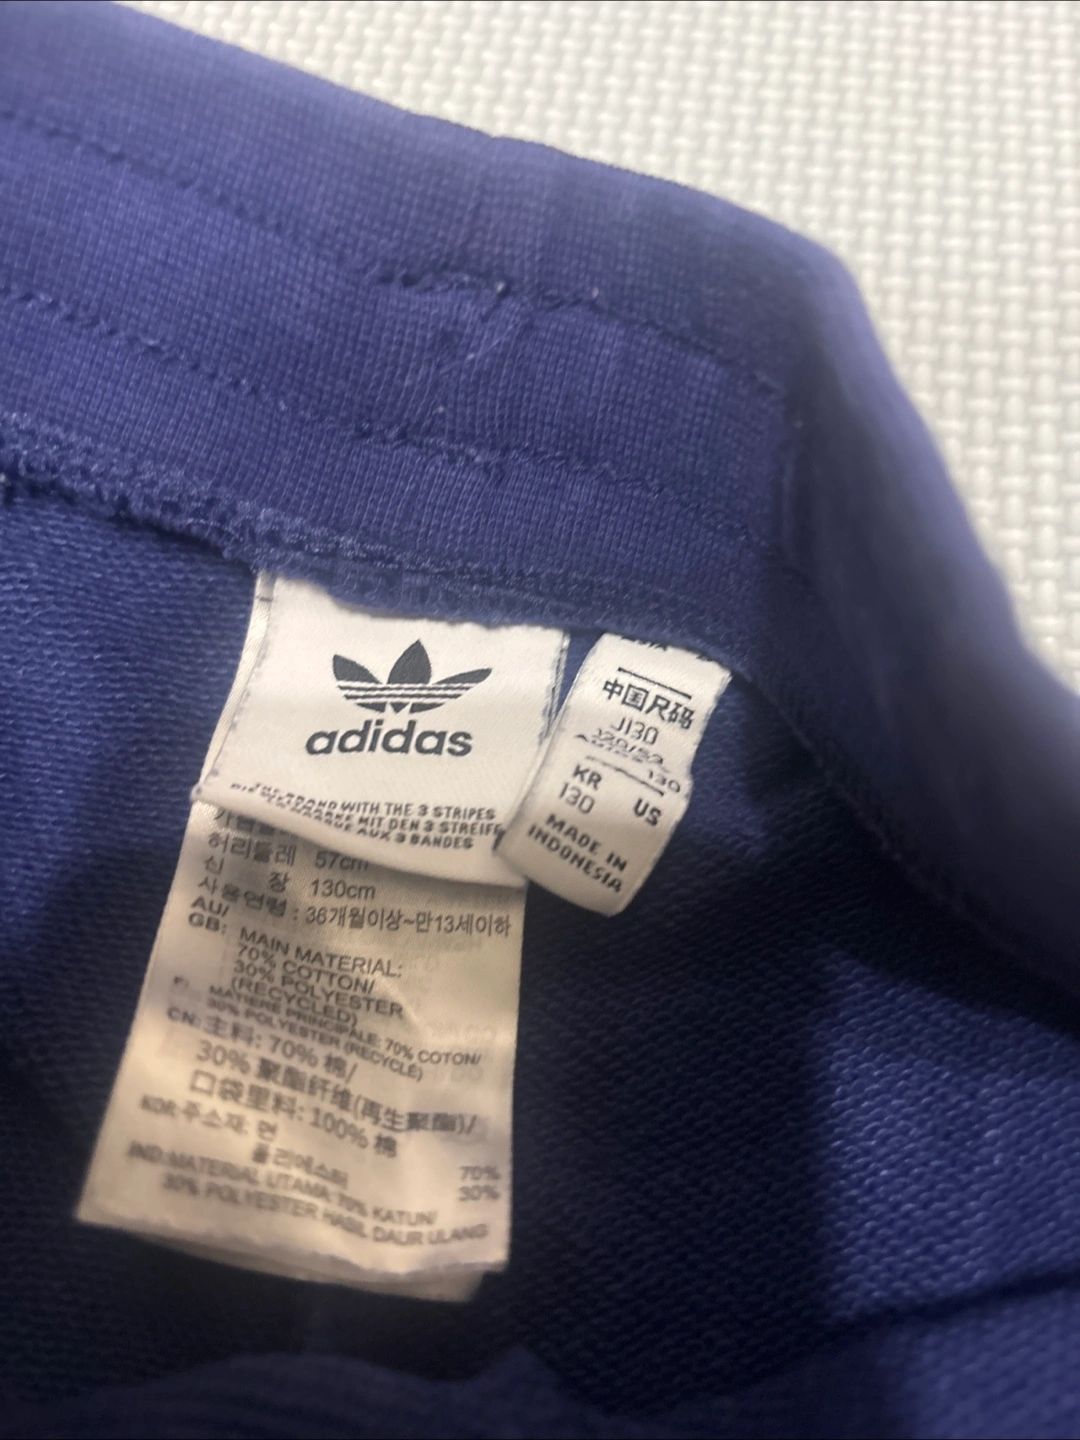 adidas
THE BRAND WITH THE 3 STRIPES
DIE MARKE MIT DEN 3 STREIFEN
LA MARQUE AUX 3 BANDES
中国尺码
J130
130
KR
130
US
MADE IN
INDONESIA
허리둘레 57cm
신 장 130cm
사용연령 : 36개월이상~만13세이하
AU/
GB: MAIN MATERIAL:
70% COTTON/
30% POLYESTER
(RECYCLED)
MATIERE PRINCIPALE: 70% COTON/
30% POLYESTER (RECYCLÉ)
CN: 主料: 70% 棉/
30% 聚酯纤维(再生聚酯)/
口袋里料: 100% 棉
KOR: 주소재: 면 70%
폴리에스터 30%
IND: MATERIAL UTAMA: 70% KATUN/
30% POLYESTER HASIL DAUR ULANG